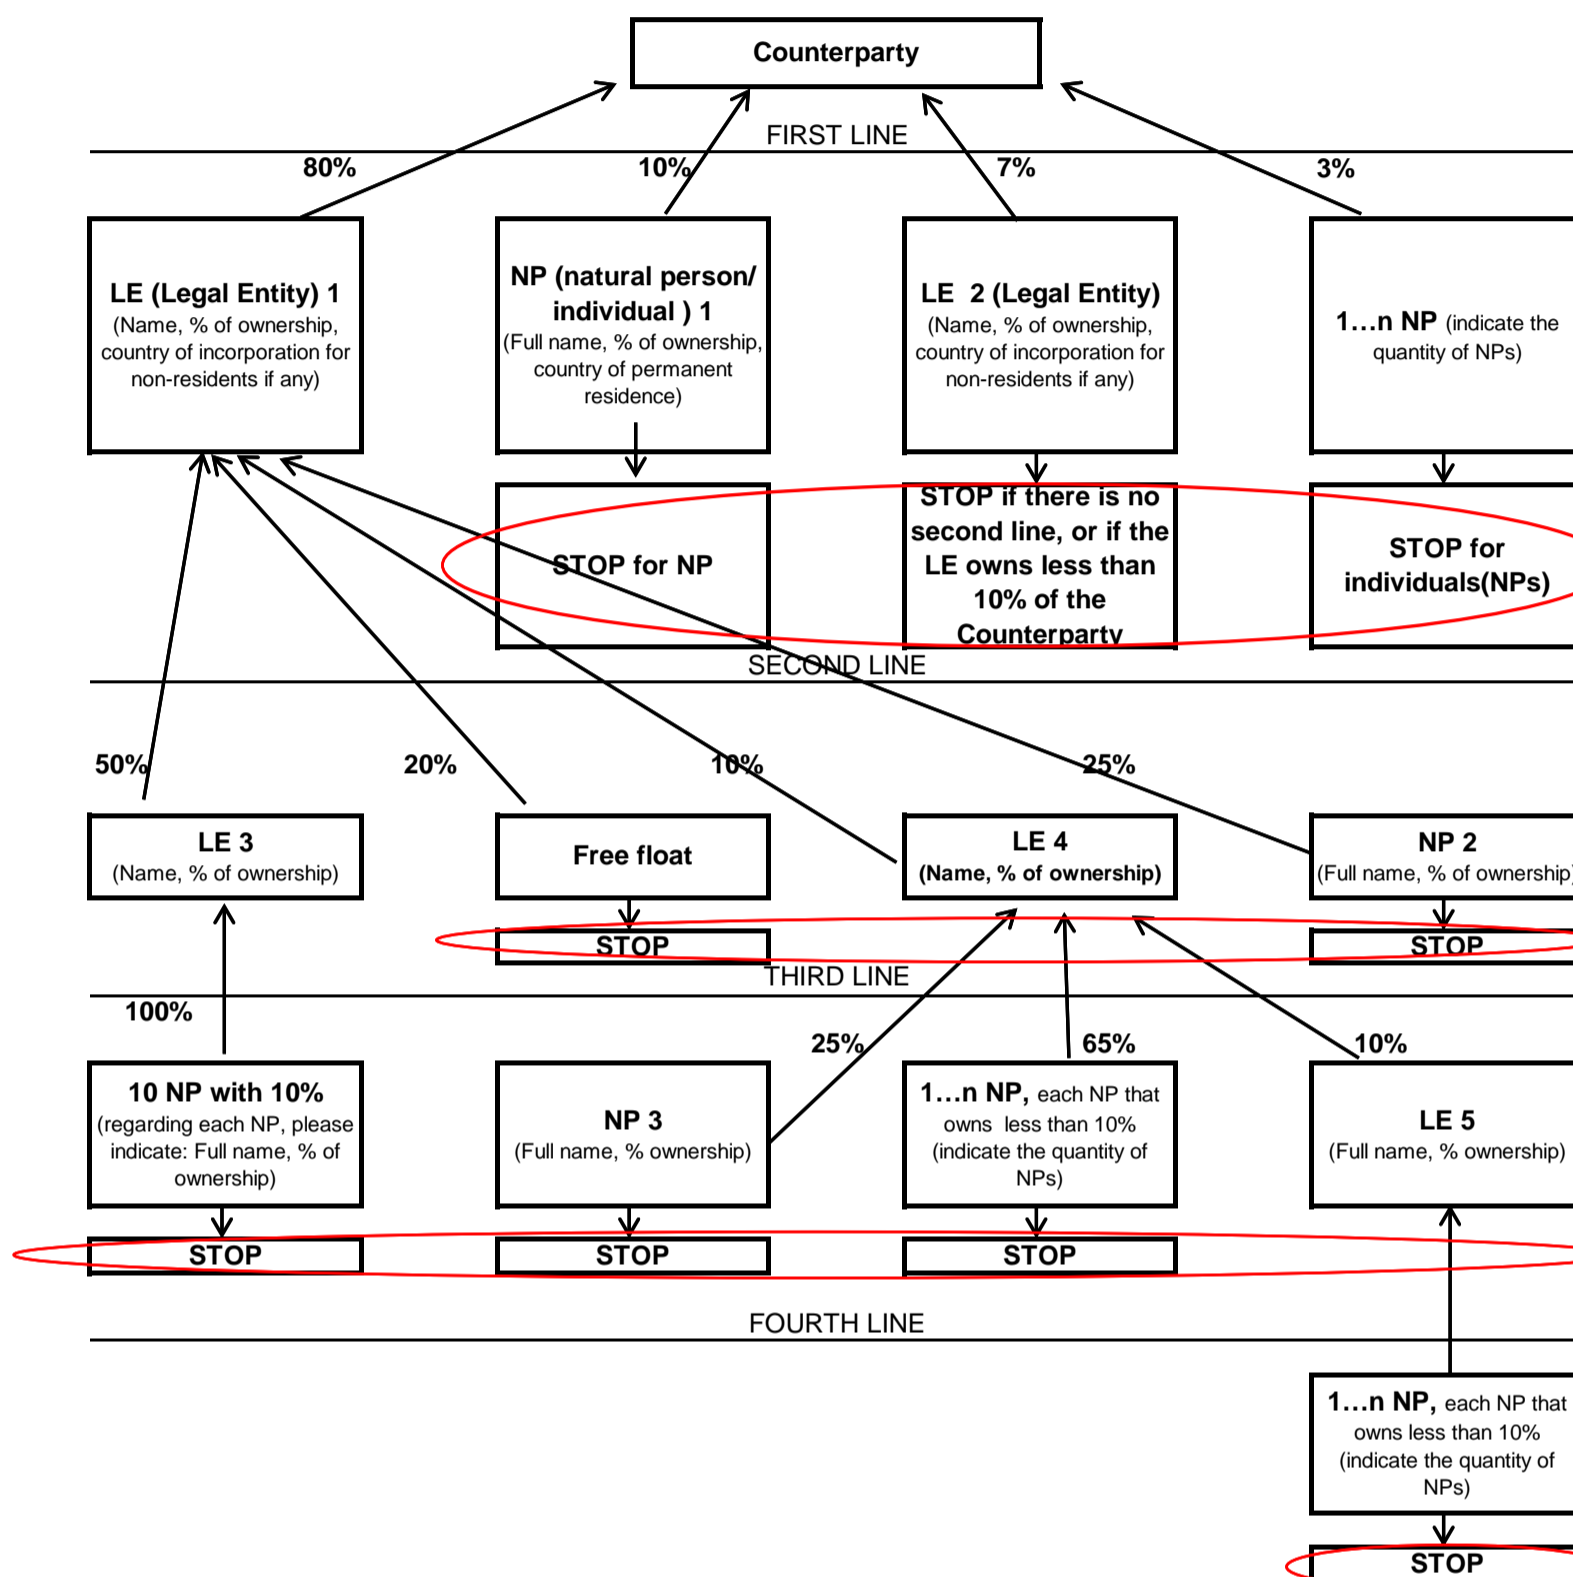 Counterparty
FIRST LINE
80%
10%
7%
3%
LE (Legal Entity) 1
(Name, % of ownership,
country of incorporation for
non-residents if any)
NP (natural person/
individual ) 1
(Full name, % of ownership,
country of permanent
residence)
LE 2 (Legal Entity)
(Name, % of ownership,
country of incorporation for
non-residents if any)
1…n NP (indicate the
quantity of NPs)
STOP for NP
STOP if there is no
second line, or if the
LE owns less than
10% of the
Counterparty
STOP for
individuals(NPs)
SECOND LINE
50%
20%
10%
25%
LE 3
(Name, % of ownership)
Free float
LE 4
(Name, % of ownership)
NP 2
(Full name, % of ownership)
STOP
STOP
THIRD LINE
100%
25%
65%
10%
10 NP with 10%
(regarding each NP, please
indicate: Full name, % of
ownership)
NP 3
(Full name, % ownership)
1…n NP, each NP that
owns less than 10%
(indicate the quantity of
NPs)
LE 5
(Full name, % ownership)
STOP
STOP
STOP
FOURTH LINE
1…n NP, each NP that
owns less than 10%
(indicate the quantity of
NPs)
STOP